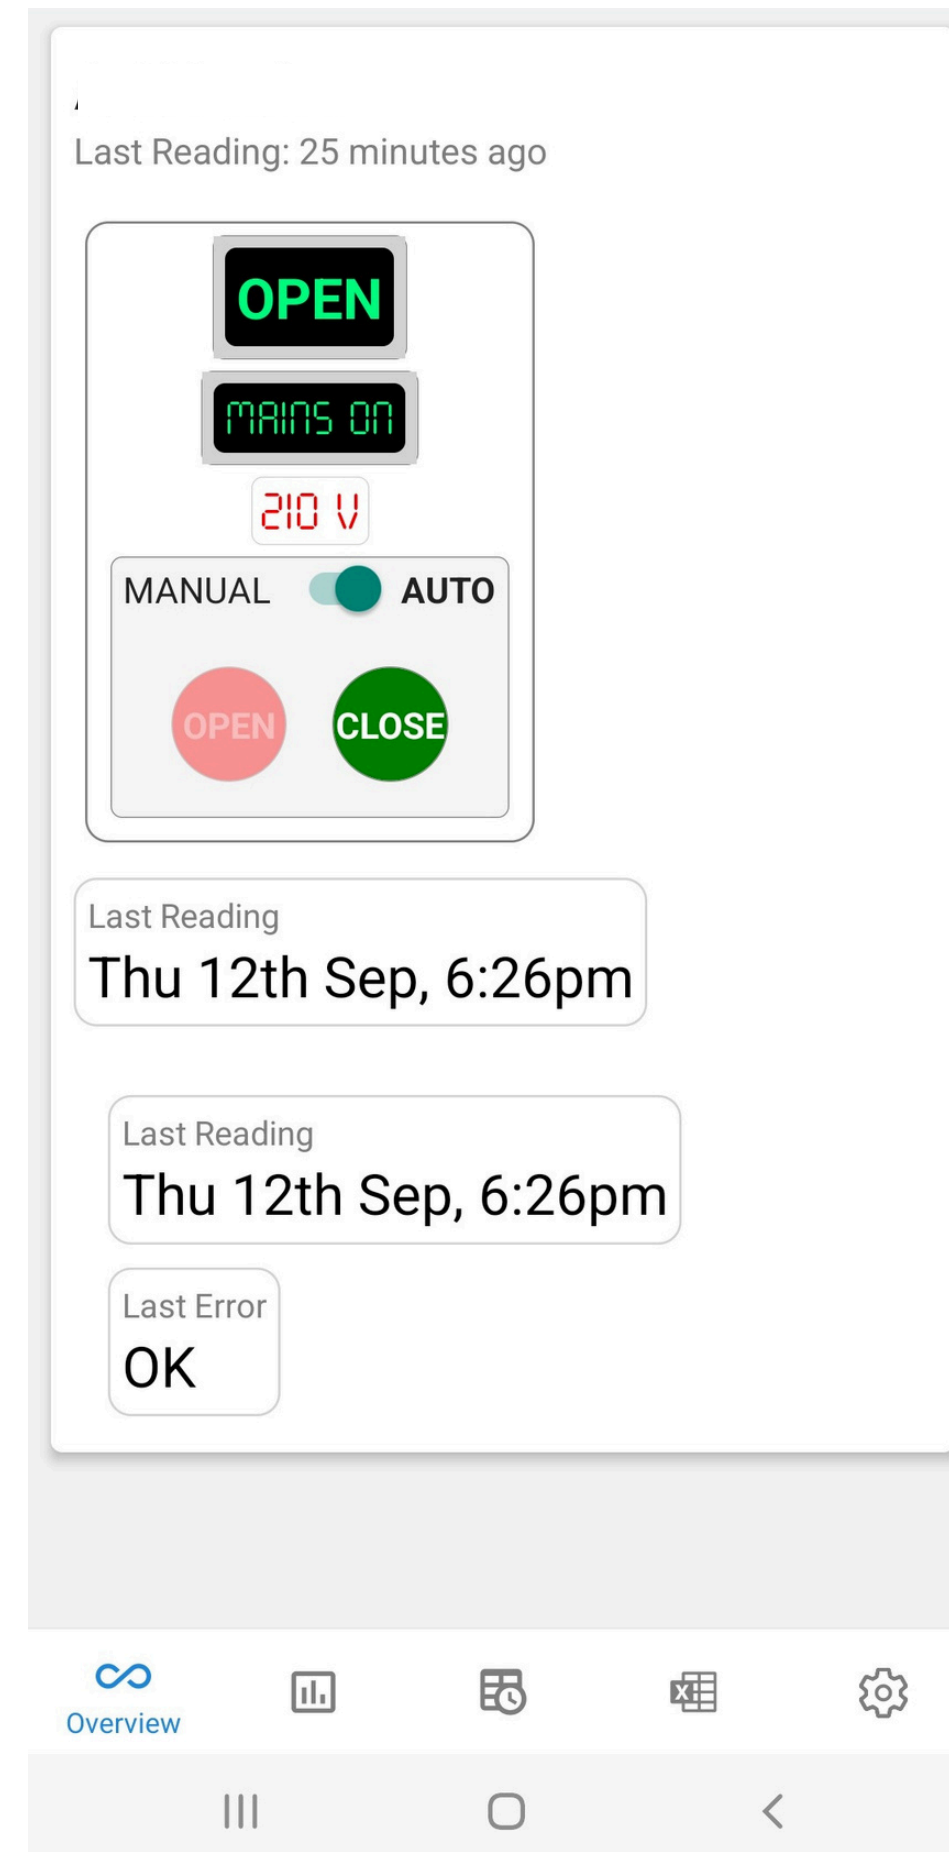 Last Reading: 25 minutes ago
OPEN
MAINS ON
210 V
MANUAL AUTO
OPEN CLOSE
Last Reading
Thu 12th Sep, 6:26pm
Last Reading
Thu 12th Sep, 6:26pm
Last Error
OK
Overview